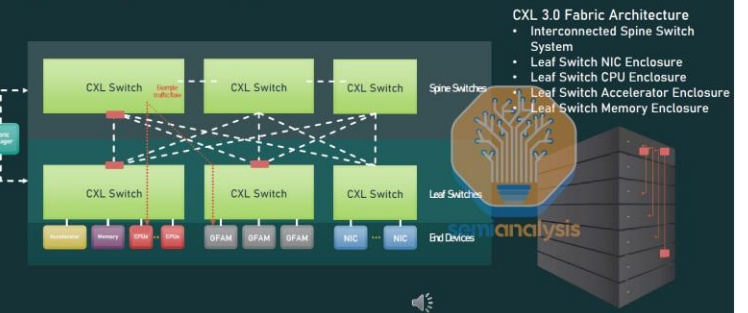 CXL 3.0 Fabric Architecture
• Interconnected Spine Switch
System
• Leaf Switch NIC Enclosure
• Leaf Switch CPU Enclosure
• Leaf Switch Accelerator Enclosure
• Leaf Switch Memory Enclosure
CXL Switch
Example
traffic flow
CXL Switch
CXL Switch
Spine Switches
CXL Switch
CXL Switch
CXL Switch
Leaf Switches
Accelerator
Memory
CPUs
...
CPUs
GFAM
GFAM
GFAM
NIC
...
NIC
End Devices
semianalysis